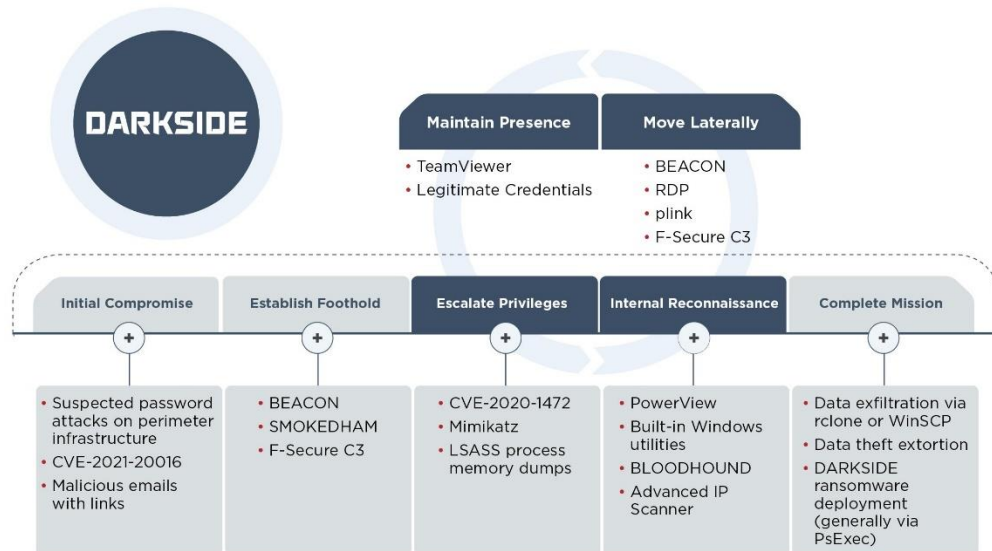 DARKSIDE
Maintain Presence
• TeamViewer
• Legitimate Credentials
Move Laterally
• BEACON
• RDP
• plink
• F-Secure C3
Initial Compromise
+
• Suspected password
attacks on perimeter
infrastructure
• CVE-2021-20016
• Malicious emails
with links
Establish Foothold
+
• BEACON
• SMOKEDHAM
• F-Secure C3
Escalate Privileges
+
• CVE-2020-1472
• Mimikatz
• LSASS process
memory dumps
Internal Reconnaissance
+
• PowerView
• Built-in Windows
utilities
• BLOODHOUND
• Advanced IP
Scanner
Complete Mission
+
• Data exfiltration via
rclone or WinSCP
• Data theft extortion
• DARKSIDE
ransomware
deployment
(generally via
PsExec)